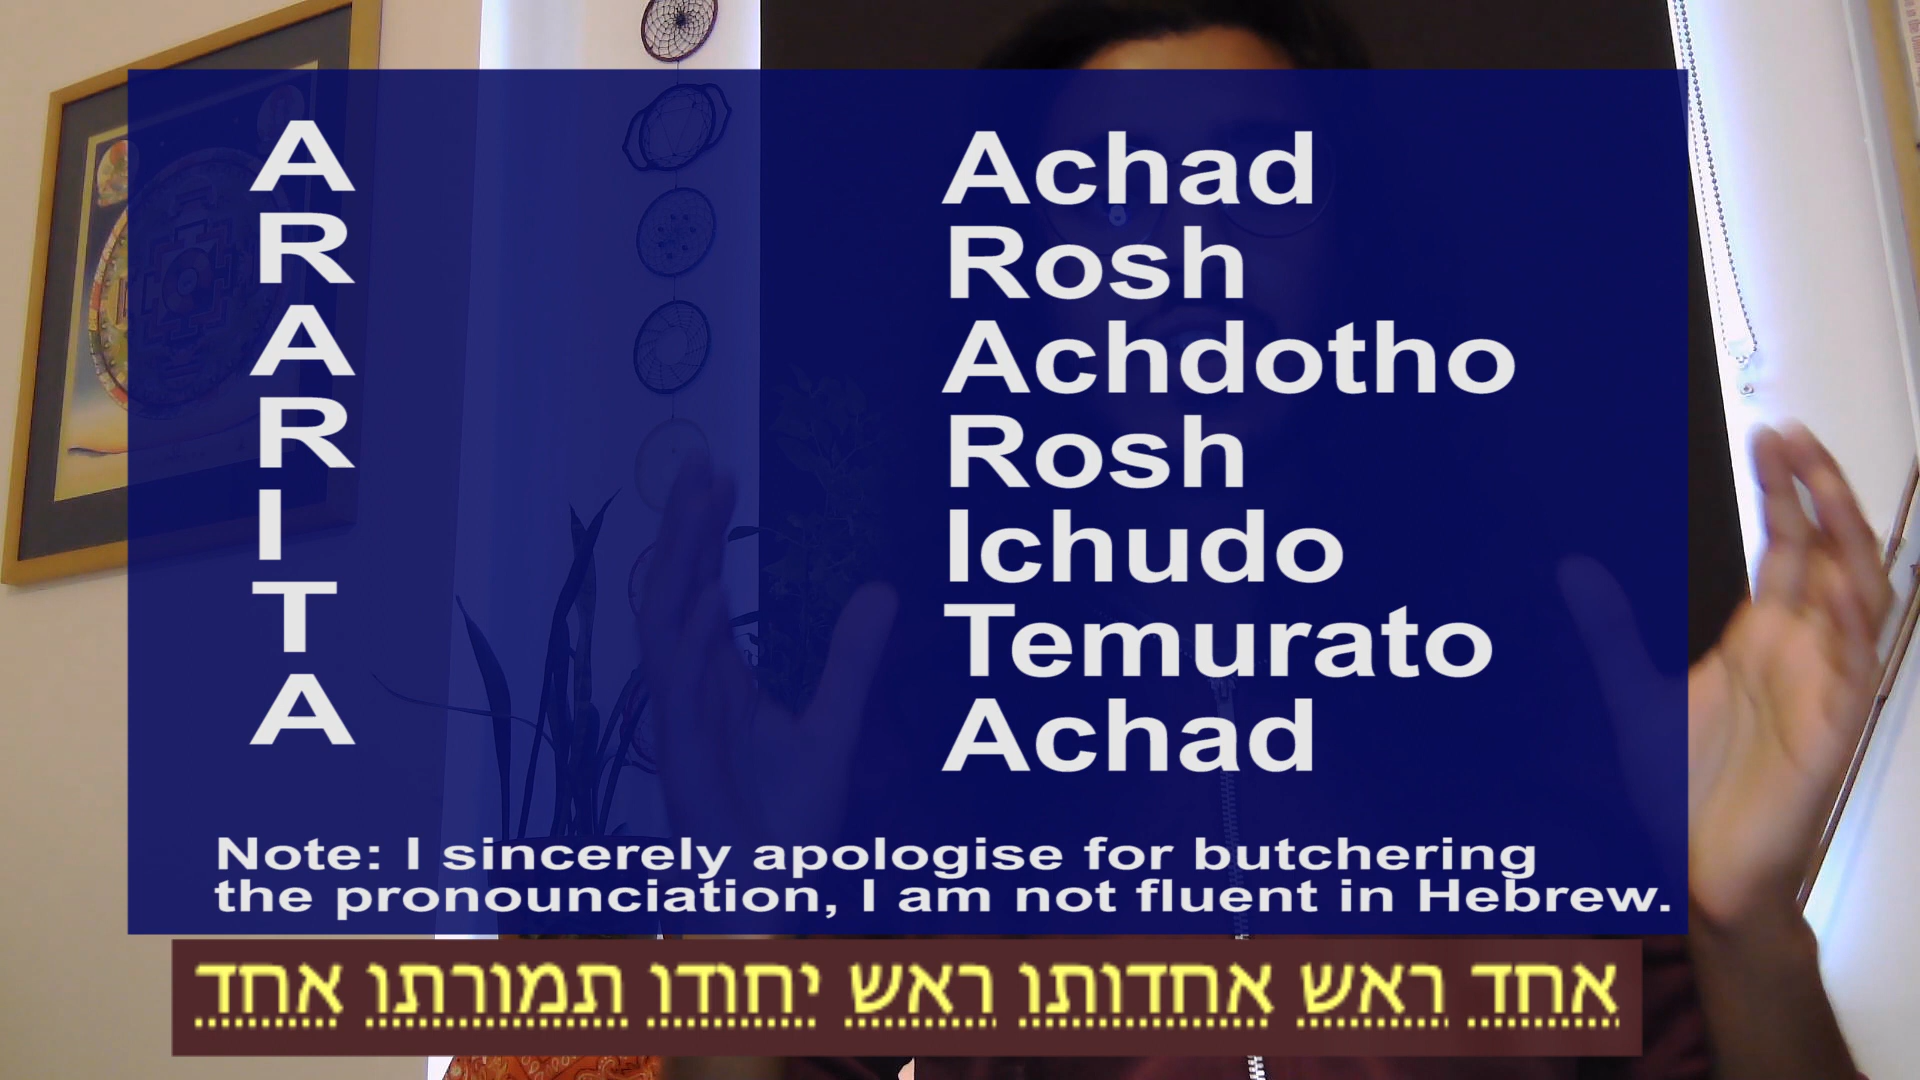 A
R
A
R
I
T
A
Achad
Rosh
Achdotho
Rosh
Ichudo
Temurato
Achad
Note: I sincerely apologise for butchering
the pronounciation, I am not fluent in Hebrew.
אחד ראש אחדותו ראש יחודו תמורתו אחד